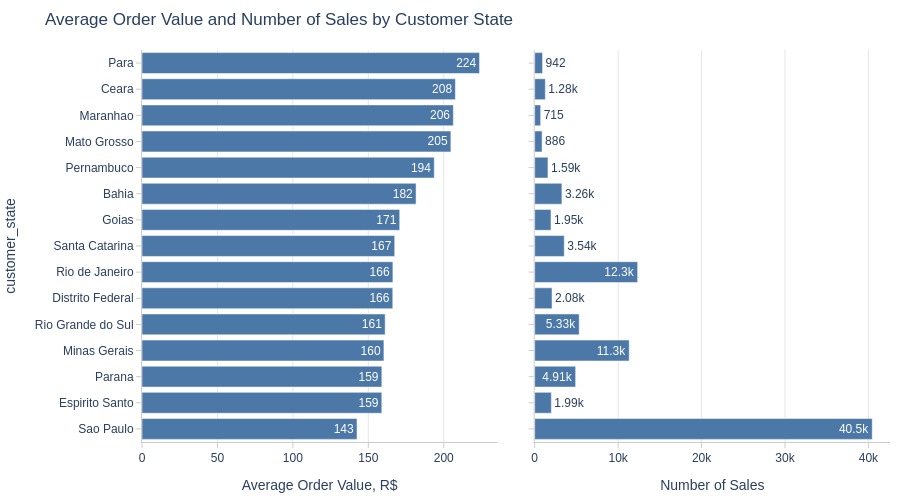 Average Order Value and Number of Sales by Customer State
customer_state
Para 224 942
Ceara 208 1.28k
Maranhao 206 715
Mato Grosso 205 886
Pernambuco 194 1.59k
Bahia 182 3.26k
Goias 171 1.95k
Santa Catarina 167 3.54k
Rio de Janeiro 166 12.3k
Distrito Federal 166 2.08k
Rio Grande do Sul 161 5.33k
Minas Gerais 160 11.3k
Parana 159 4.91k
Espirito Santo 159 1.99k
Sao Paulo 143 40.5k
0 50 100 150 200 0 10k 20k 30k 40k
Average Order Value, R$ Number of Sales